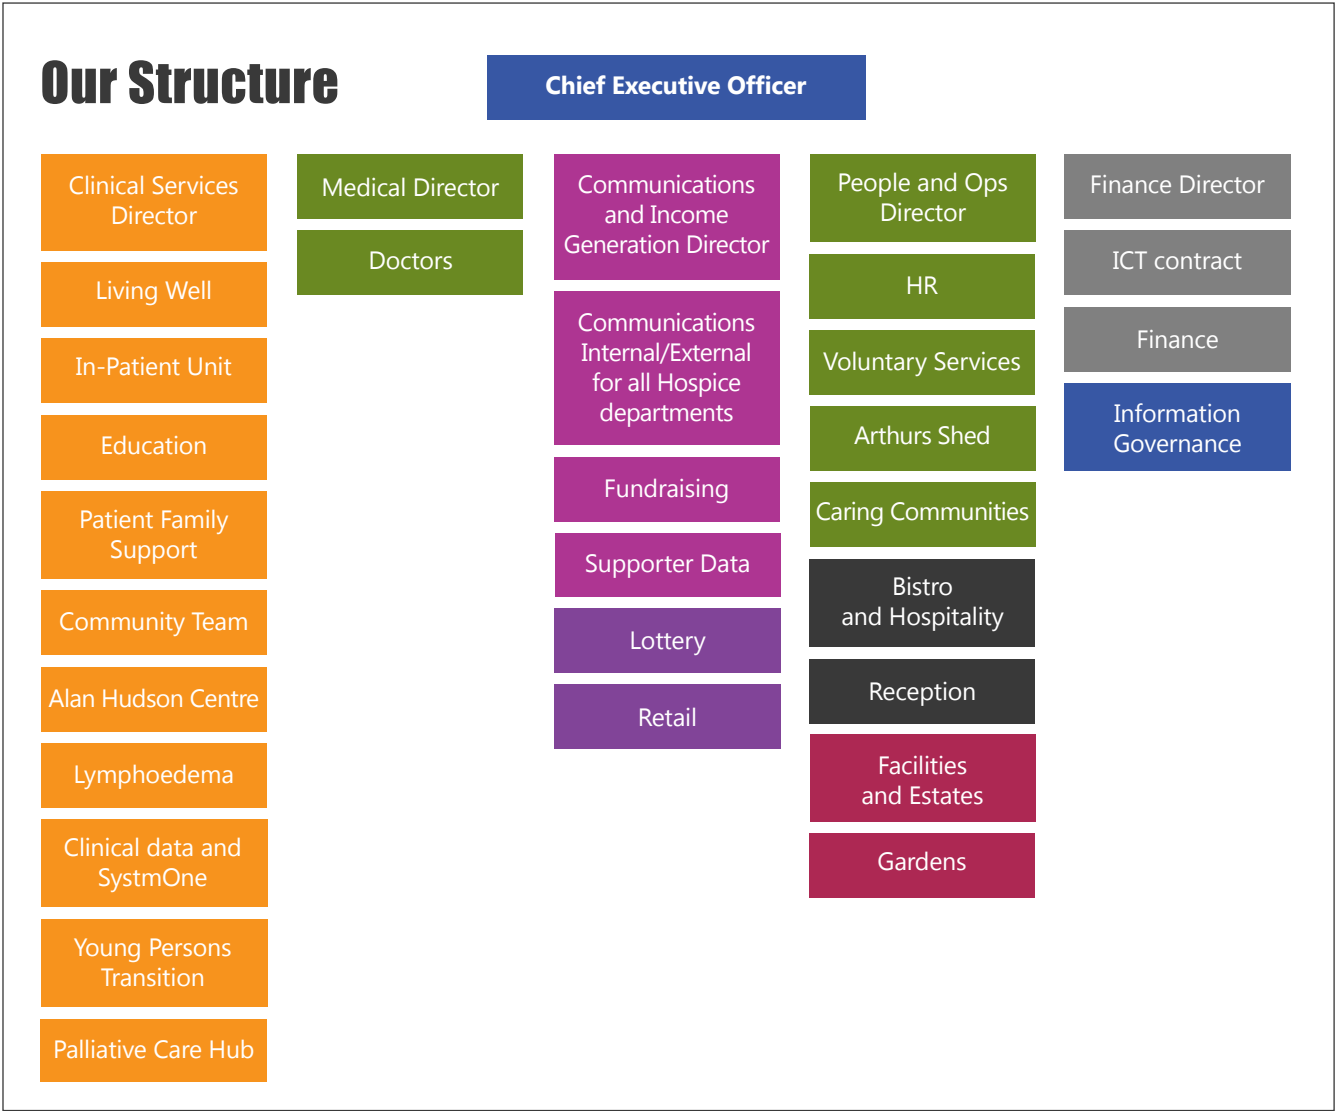 Our Structure
Chief Executive Officer
Clinical Services
Director
Living Well
In-Patient Unit
Education
Patient Family
Support
Community Team
Alan Hudson Centre
Lymphoedema
Clinical data and
SystmOne
Young Persons
Transition
Palliative Care Hub
Medical Director
Doctors
Communications
and Income
Generation Director
Communications
Internal/External
for all Hospice
departments
Fundraising
Supporter Data
Lottery
Retail
People and Ops
Director
HR
Voluntary Services
Arthurs Shed
Caring Communities
Bistro
and Hospitality
Reception
Facilities
and Estates
Gardens
Finance Director
ICT contract
Finance
Information
Governance